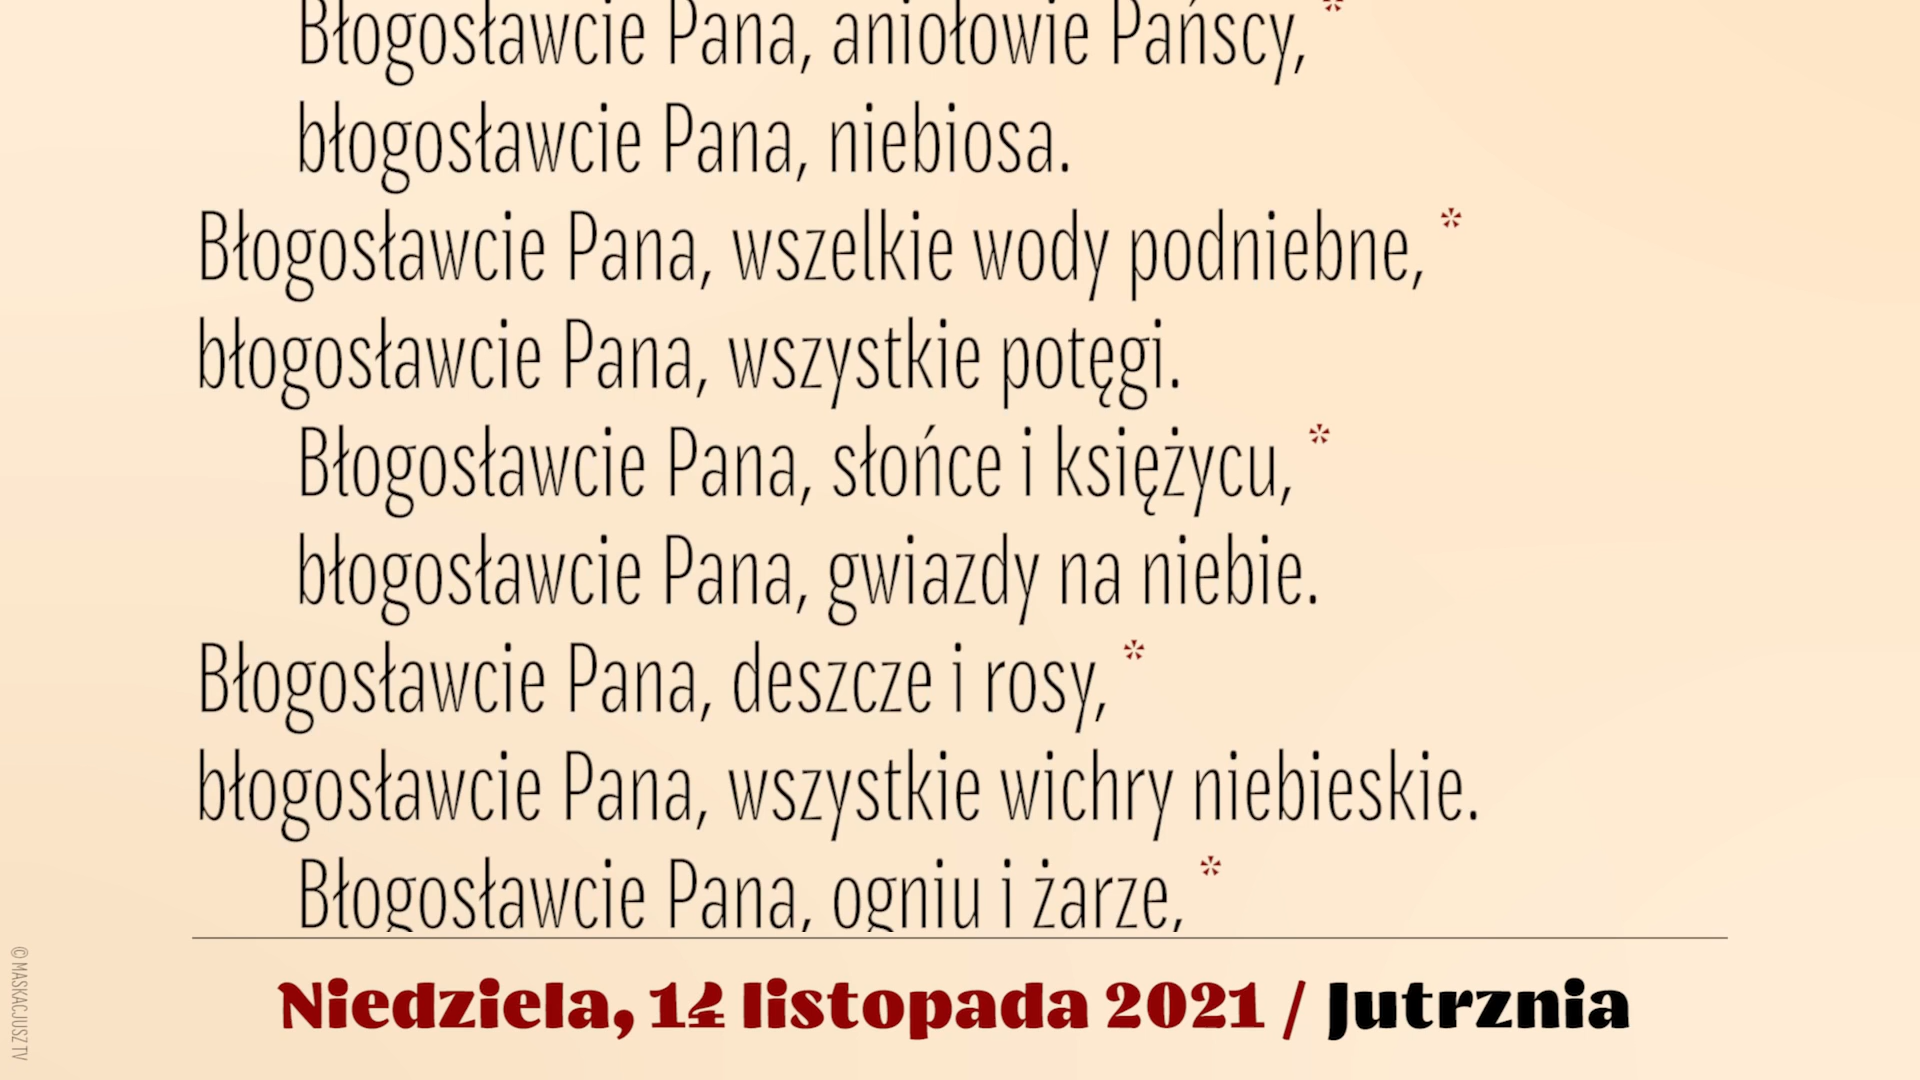 Błogosławcie Pana, aniołowie Pańscy, *
błogosławcie Pana, niebiosa.
Błogosławcie Pana, wszelkie wody podniebne, *
błogosławcie Pana, wszystkie potęgi.
Błogosławcie Pana, słońce i księżycu, *
błogosławcie Pana, gwiazdy na niebie.
Błogosławcie Pana, deszcze i rosy, *
błogosławcie Pana, wszystkie wichry niebieskie.
Błogosławcie Pana, ogniu i żarze, *
Niedziela, 14 listopada 2021 / Jutrznia
© MASKACJUSZ TV